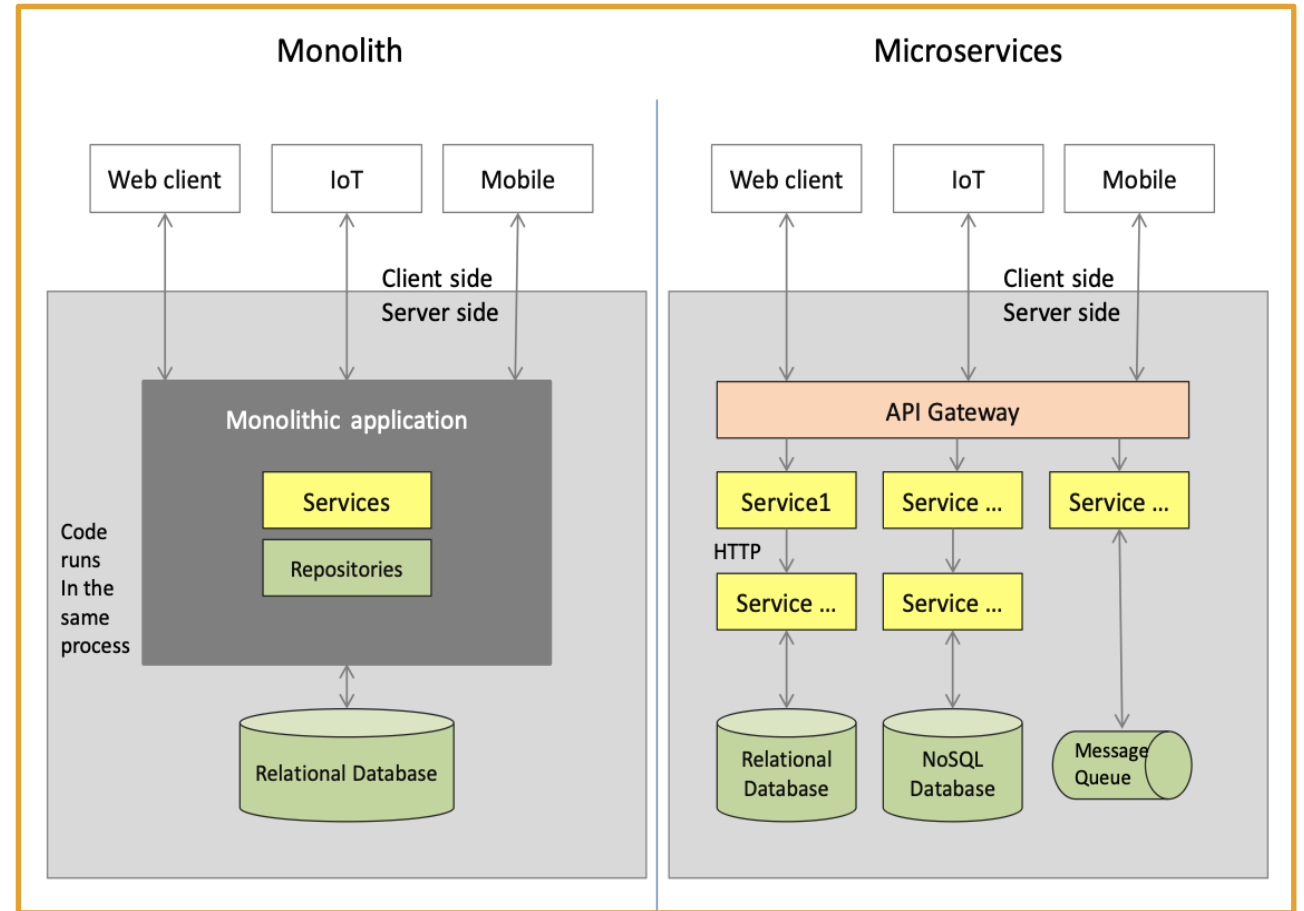 Monolith
Web client
IoT
Mobile
Client side
Server side
Monolithic application
Services
Repositories
Code
runs
In the
same
process
Relational Database
Microservices
Web client
IoT
Mobile
Client side
Server side
API Gateway
Service1
Service ...
Service ...
HTTP
Service ...
Service ...
Relational
Database
NoSQL
Database
Message
Queue